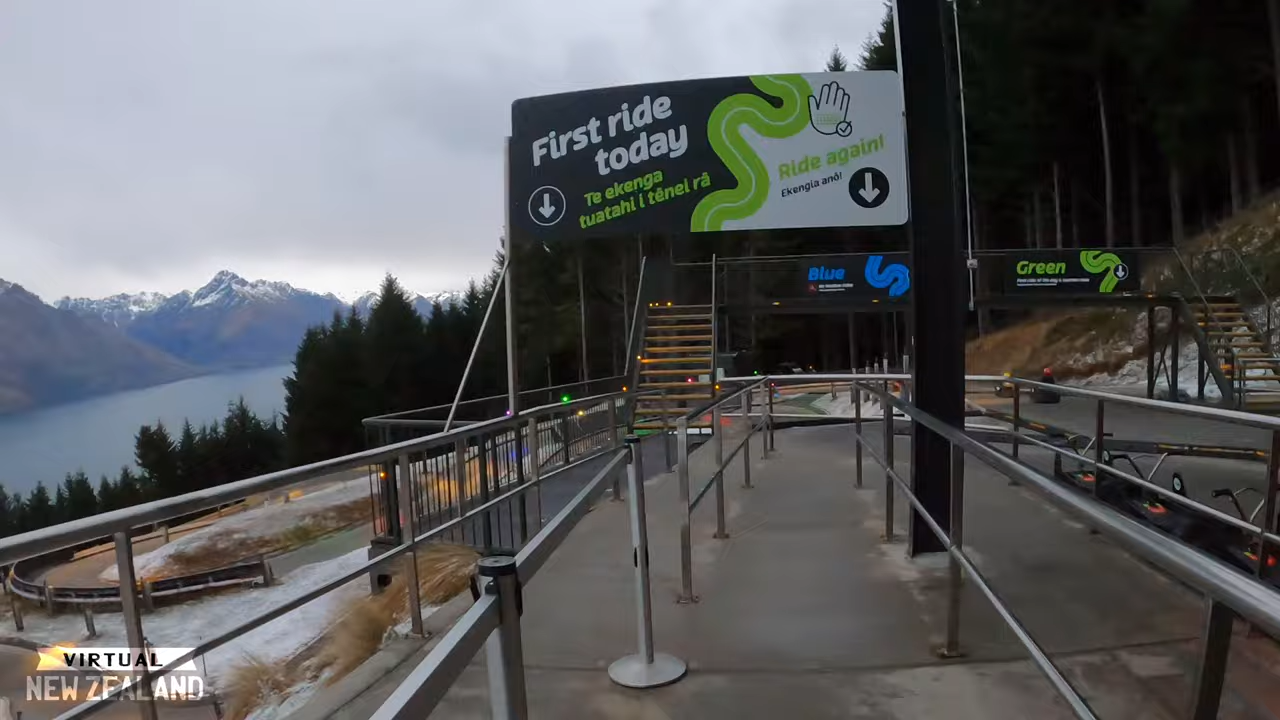 First ride
today
Te ekenga
tuatahi i tēnei rā
Ride again!
Ekengia anō!
Blue
Green
VIRTUAL
NEW ZEALAND